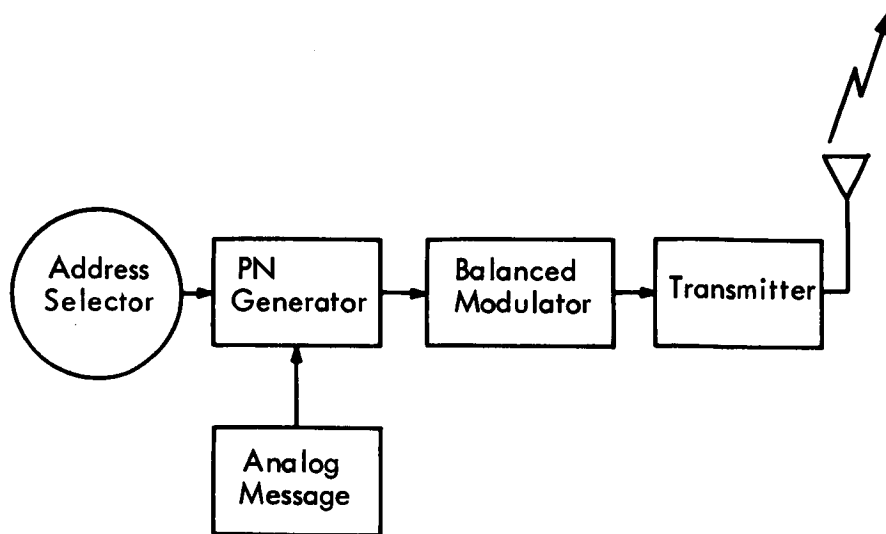 Address
Selector
PN
Generator
Balanced
Modulator
Transmitter
Analog
Message